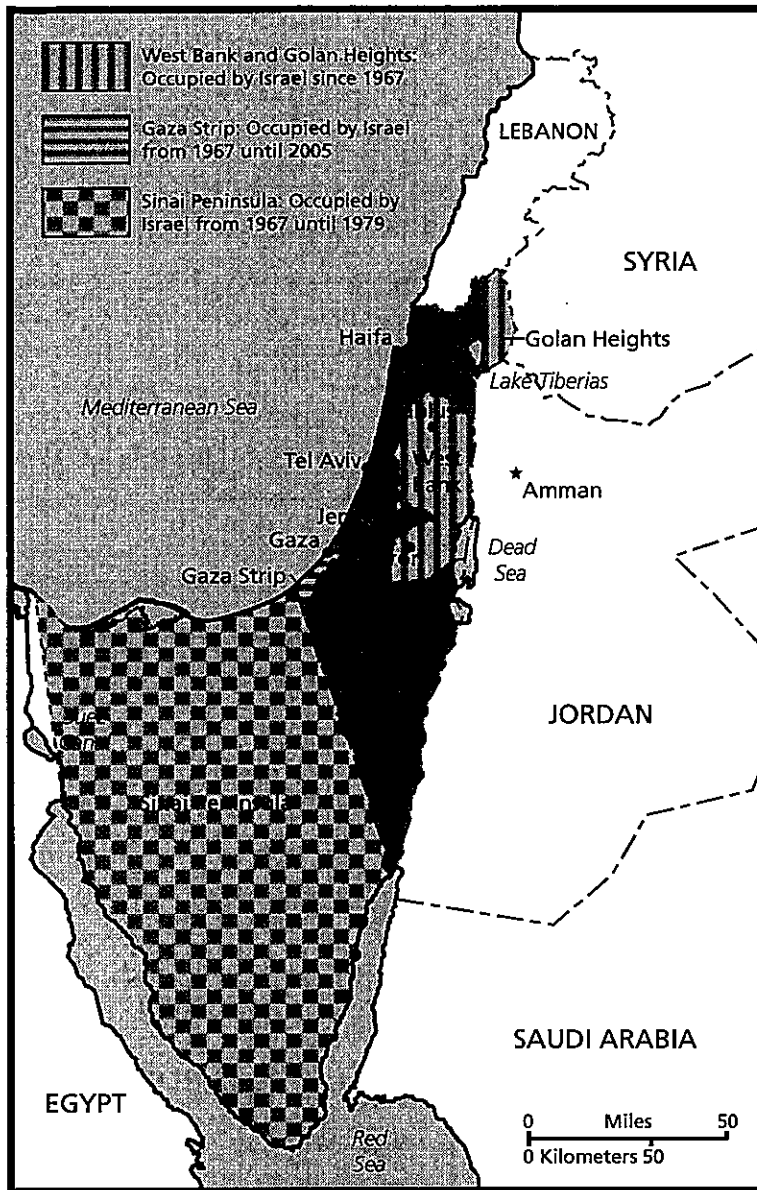 West Bank and Golan Heights:
Occupied by Israel since 1967
Gaza Strip: Occupied by Israel
from 1967 until 2005
Sinai Peninsula: Occupied by
Israel from 1967 until 1979
LEBANON
SYRIA
Haifa
Golan Heights
Lake Tiberias
Mediterranean Sea
Tel Aviv
West
Amman
Gaza
Dead
Sea
Gaza Strip
JORDAN
Sinai Peninsula
SAUDI ARABIA
EGYPT
Red
Sea
0 Miles 50
0 Kilometers 50